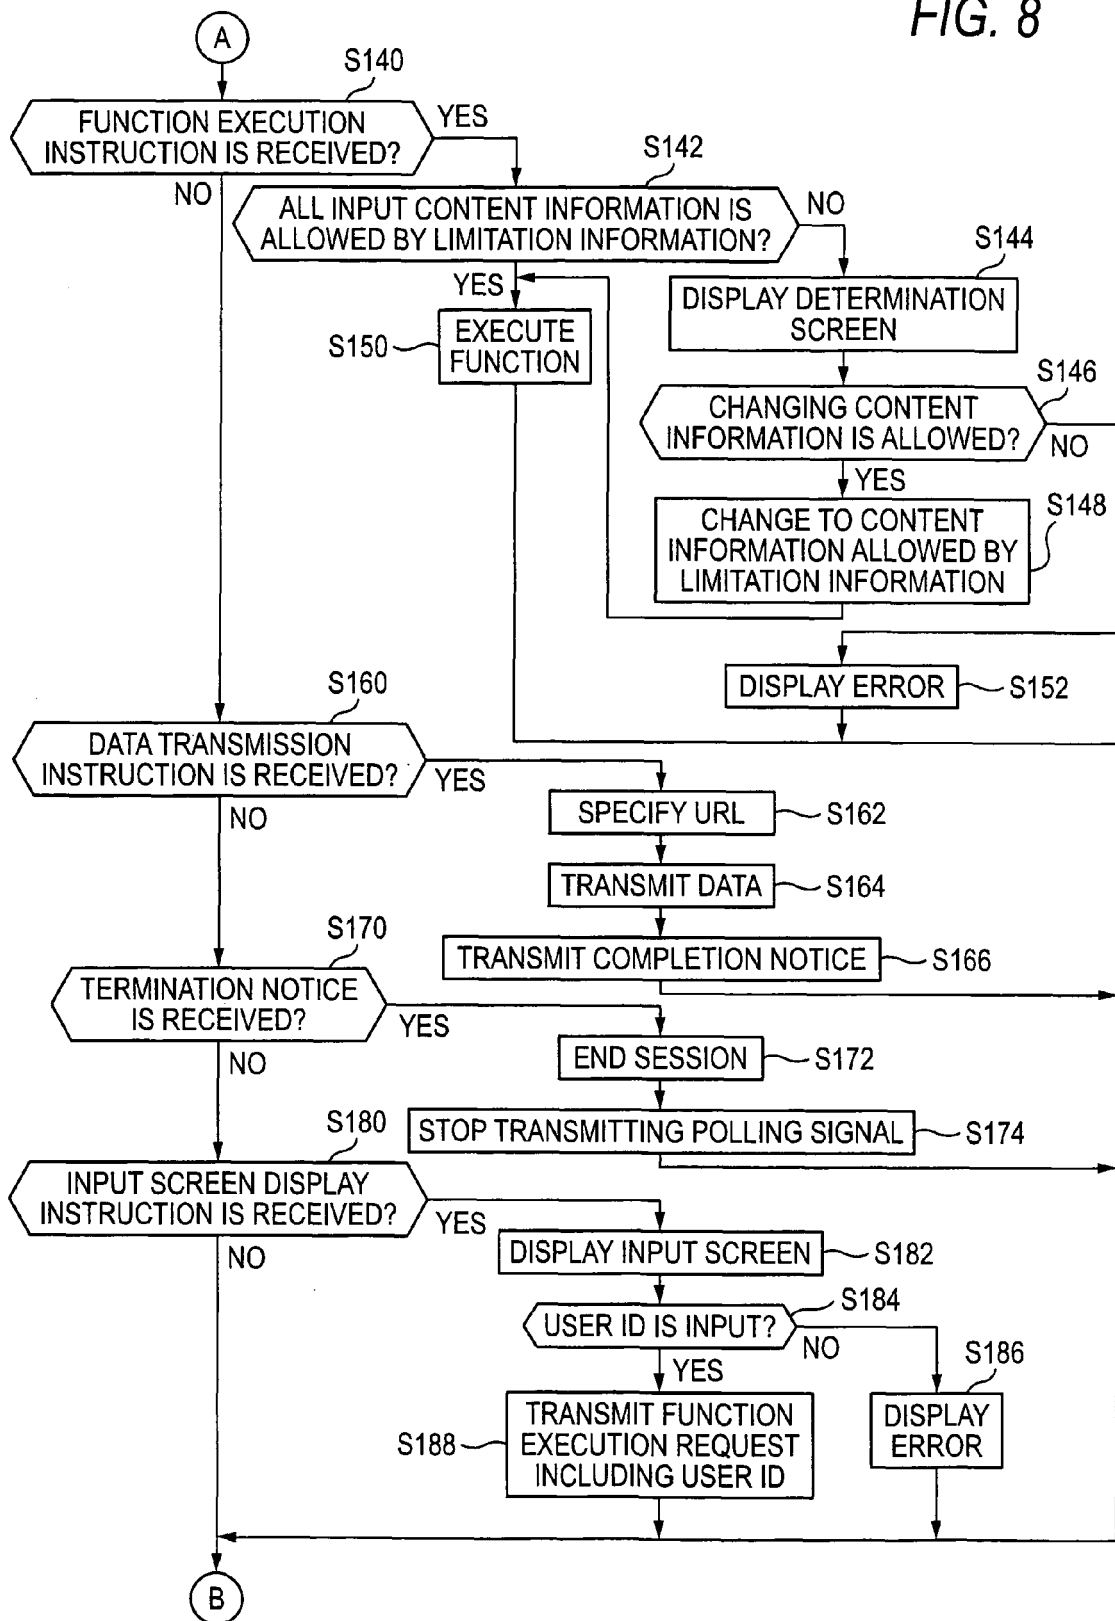 FIG. 8
A
S140
FUNCTION EXECUTION
INSTRUCTION IS RECEIVED?
YES
NO
S142
ALL INPUT CONTENT INFORMATION IS
ALLOWED BY LIMITATION INFORMATION?
NO
YES
S144
DISPLAY DETERMINATION
SCREEN
S150
EXECUTE
FUNCTION
S146
CHANGING CONTENT
INFORMATION IS ALLOWED?
NO
YES
S148
CHANGE TO CONTENT
INFORMATION ALLOWED BY
LIMITATION INFORMATION
DISPLAY ERROR
S152
S160
DATA TRANSMISSION
INSTRUCTION IS RECEIVED?
YES
NO
SPECIFY URL
S162
TRANSMIT DATA
S164
TRANSMIT COMPLETION NOTICE
S166
S170
TERMINATION NOTICE
IS RECEIVED?
YES
NO
END SESSION
S172
STOP TRANSMITTING POLLING SIGNAL
S174
S180
INPUT SCREEN DISPLAY
INSTRUCTION IS RECEIVED?
YES
NO
DISPLAY INPUT SCREEN
S182
S184
USER ID IS INPUT?
NO
YES
S186
DISPLAY
ERROR
S188
TRANSMIT FUNCTION
EXECUTION REQUEST
INCLUDING USER ID
B